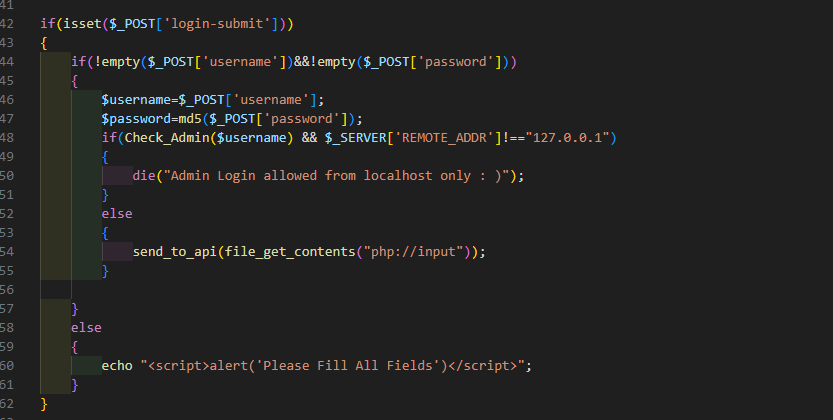 41
42 if(isset($_POST['login-submit']))
43 {
44 if(!empty($_POST['username'])&&!empty($_POST['password']))
45 {
46 $username=$_POST['username'];
47 $password=md5($_POST['password']);
48 if(Check_Admin($username) && $_SERVER['REMOTE_ADDR']!=="127.0.0.1")
49 {
50 die("Admin Login allowed from localhost only : )");
51 }
52 else
53 {
54 send_to_api(file_get_contents("php://input"));
55 }
56
57 }
58 else
59 {
60 echo "<script>alert('Please Fill All Fields')</script>";
61 }
62 }